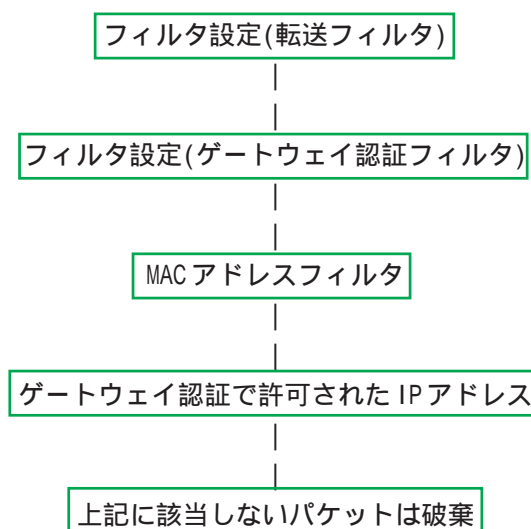 フィルタ設定(転送フィルタ)
フィルタ設定(ゲートウェイ認証フィルタ)
MACアドレスフィルタ
ゲートウェイ認証で許可された IPアドレス
上記に該当しないパケットは破棄